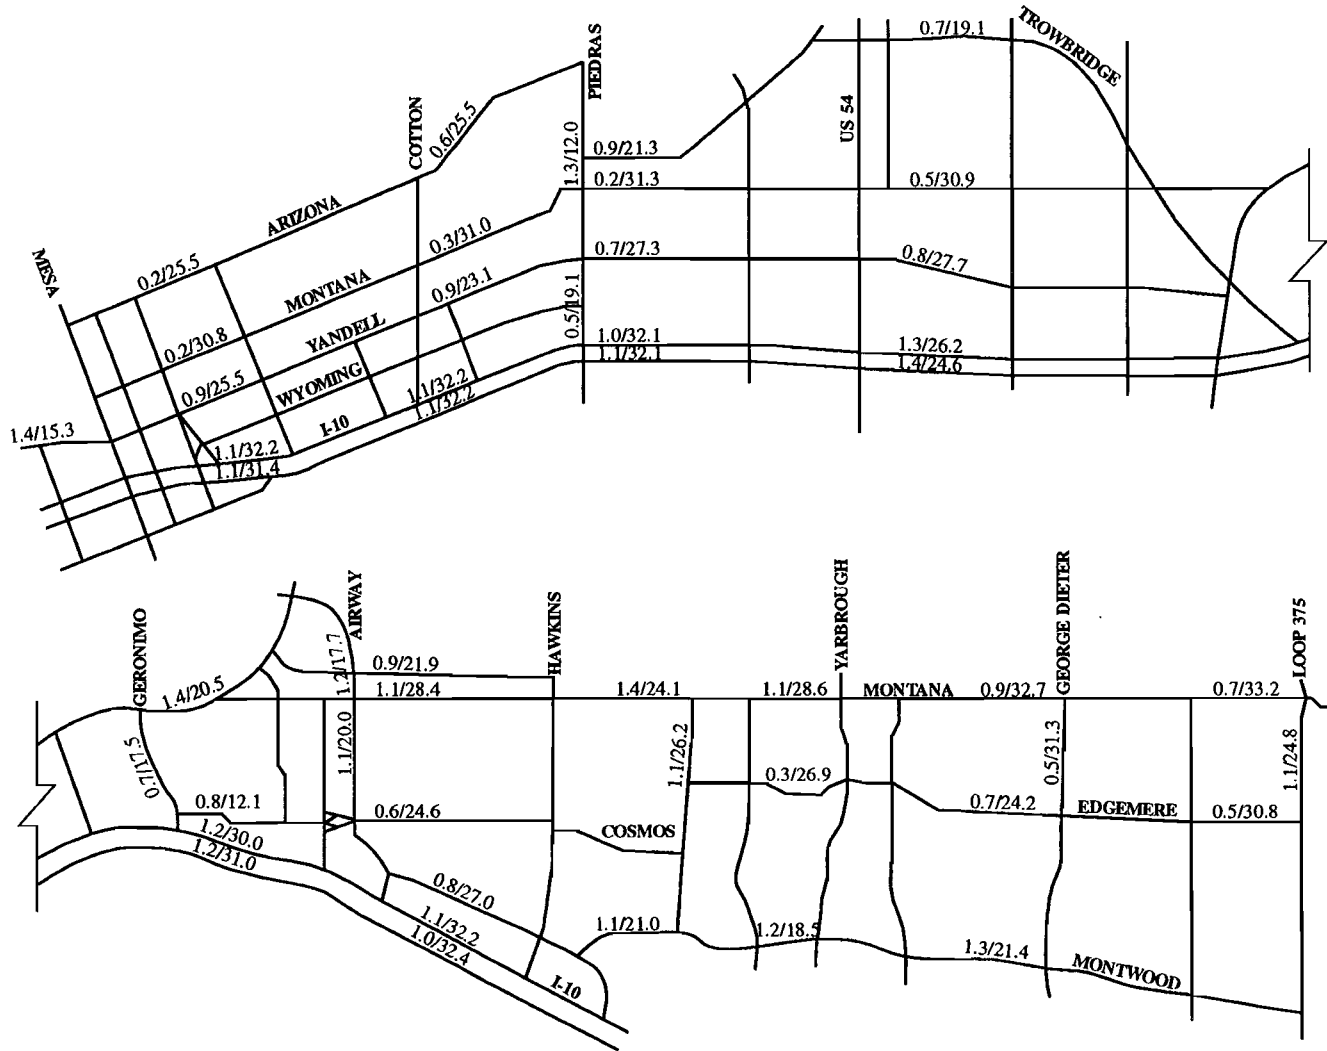 TROWBRIDGE
0.7/19.1
PIEDRAS
US 54
COTTON
0.6/25.5
1.3/12.0
0.9/21.3
0.2/31.3
0.5/30.9
ARIZONA
0.3/31.0
MESA
0.2/25.5
0.7/27.3
0.8/27.7
MONTANA
0.9/23.1
0.5/19.1
0.2/30.8
YANDELL
1.0/32.1
1.1/32.1
1.3/26.2
1.4/24.6
0.9/25.5
WYOMING
1.1/32.2
1.1/32.2
I-10
1.4/15.3
1.1/32.2
1.1/31.4
GERONIMO
AIRWAY
HAWKINS
YARBROUGH
GEORGE DIETER
LOOP 375
1.2/17.7
0.9/21.9
1.4/20.5
1.1/28.4
1.4/24.1
1.1/28.6
MONTANA
0.9/32.7
0.7/33.2
0.7/17.5
1.1/20.0
1.1/26.2
0.5/31.3
1.1/24.8
0.3/26.9
0.8/12.1
0.6/24.6
0.7/24.2
EDGEMERE
0.5/30.8
COSMOS
1.2/30.0
1.2/31.0
0.8/27.0
1.1/32.2
1.0/32.4
1.1/21.0
1.2/18.5
1.3/21.4
MONTWOOD
I-10